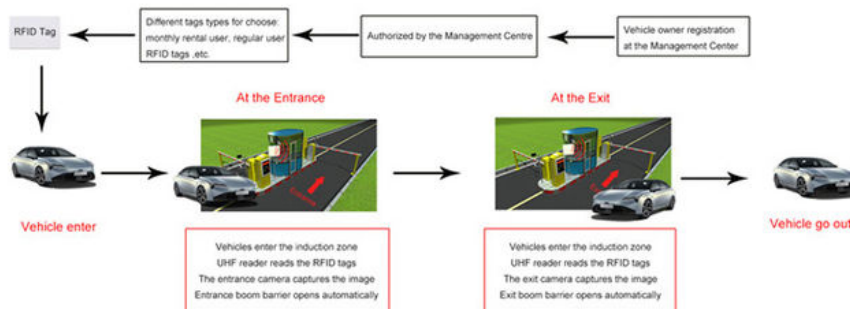 RFID Tag
Different tags types for choose:
monthly rental user, regular user
RFID tags ,etc.
Authorized by the Management Centre
Vehicle owner registration
at the Management Center
At the Entrance
At the Exit
Entrance
Vehicle enter
Vehicle go out
Vehicles enter the induction zone
UHF reader reads the RFID tags
The entrance camera captures the image
Entrance boom barrier opens automatically
Vehicles enter the induction zone
UHF reader reads the RFID tags
The exit camera captures the image
Exit boom barrier opens automatically